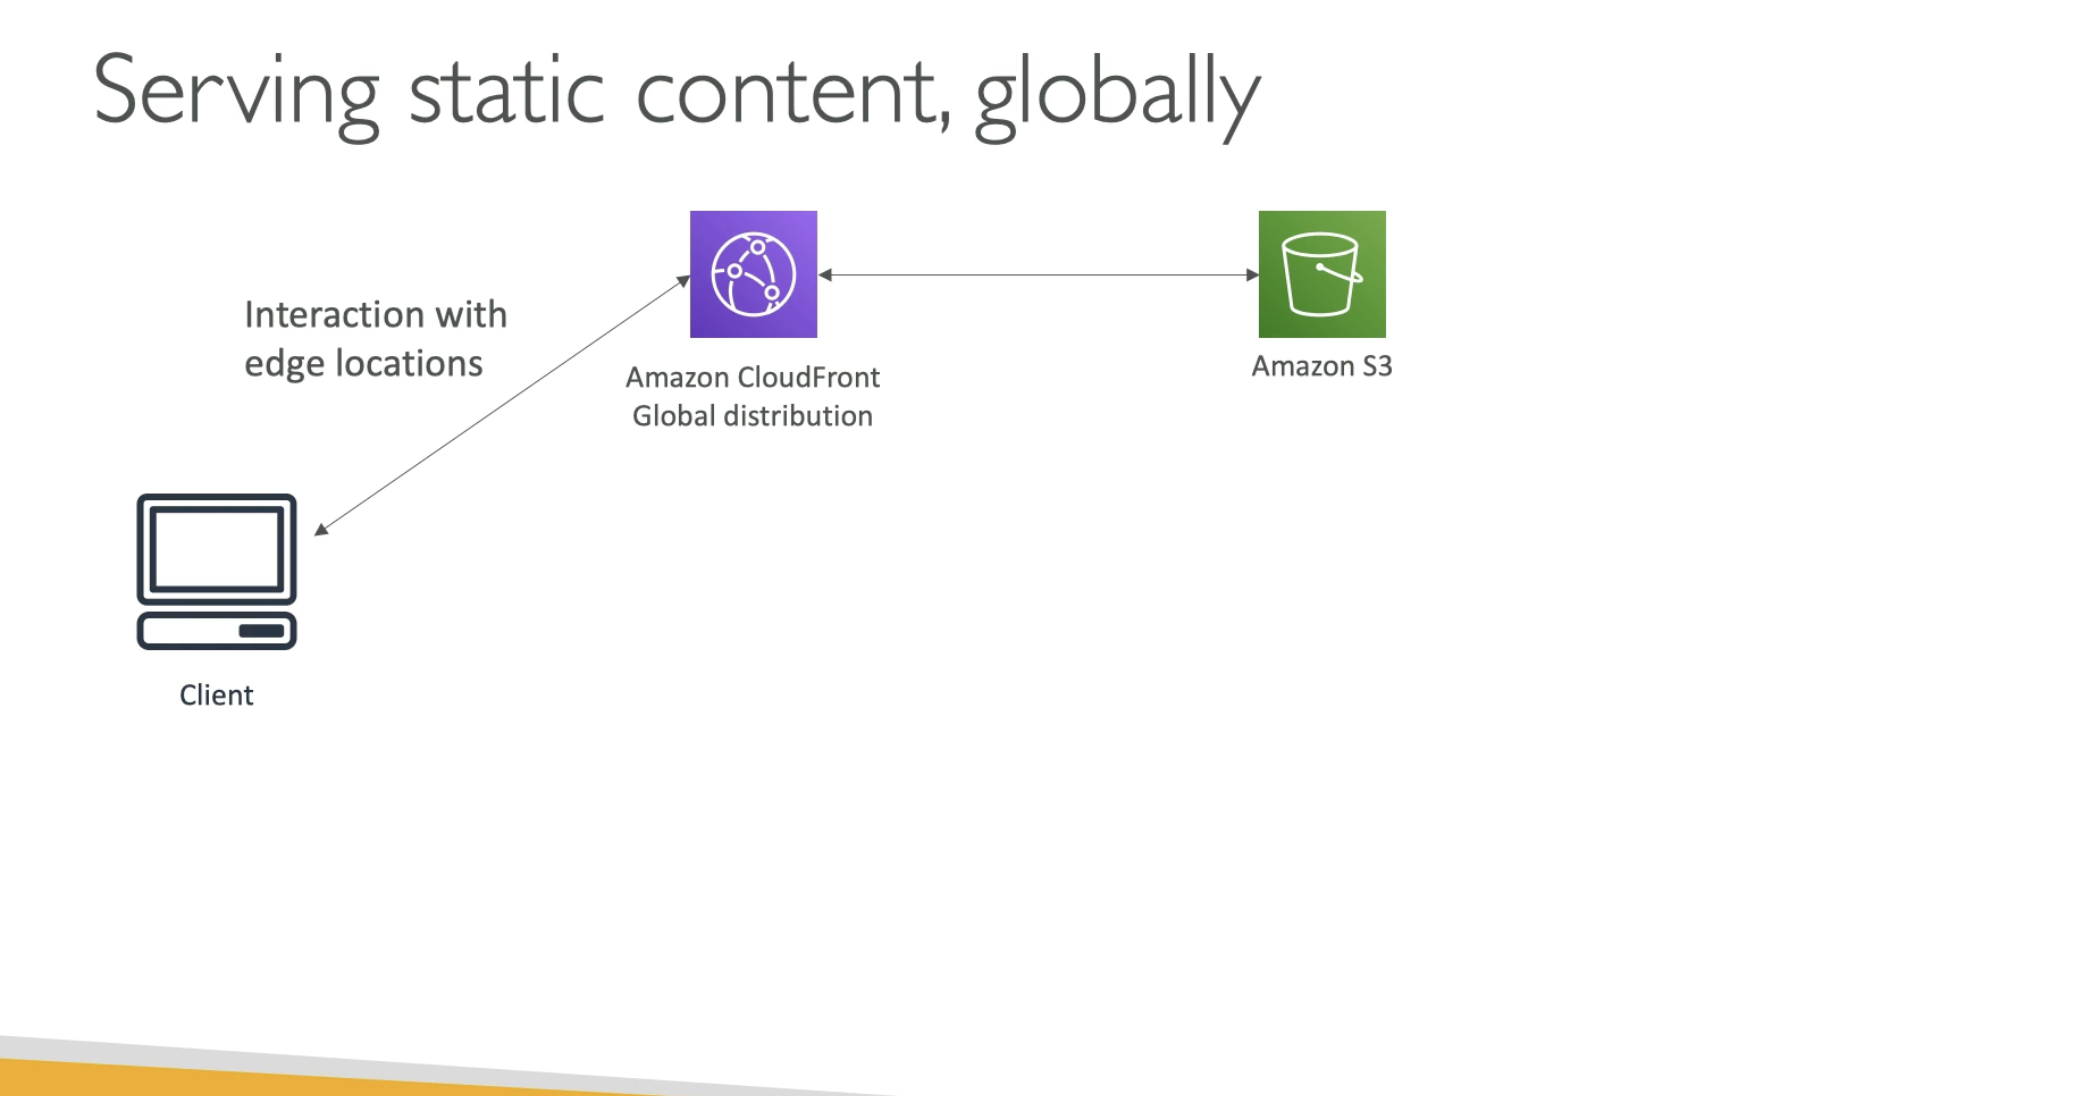 Serving static content, globally
Interaction with
edge locations
Amazon CloudFront
Global distribution
Amazon S3
Client